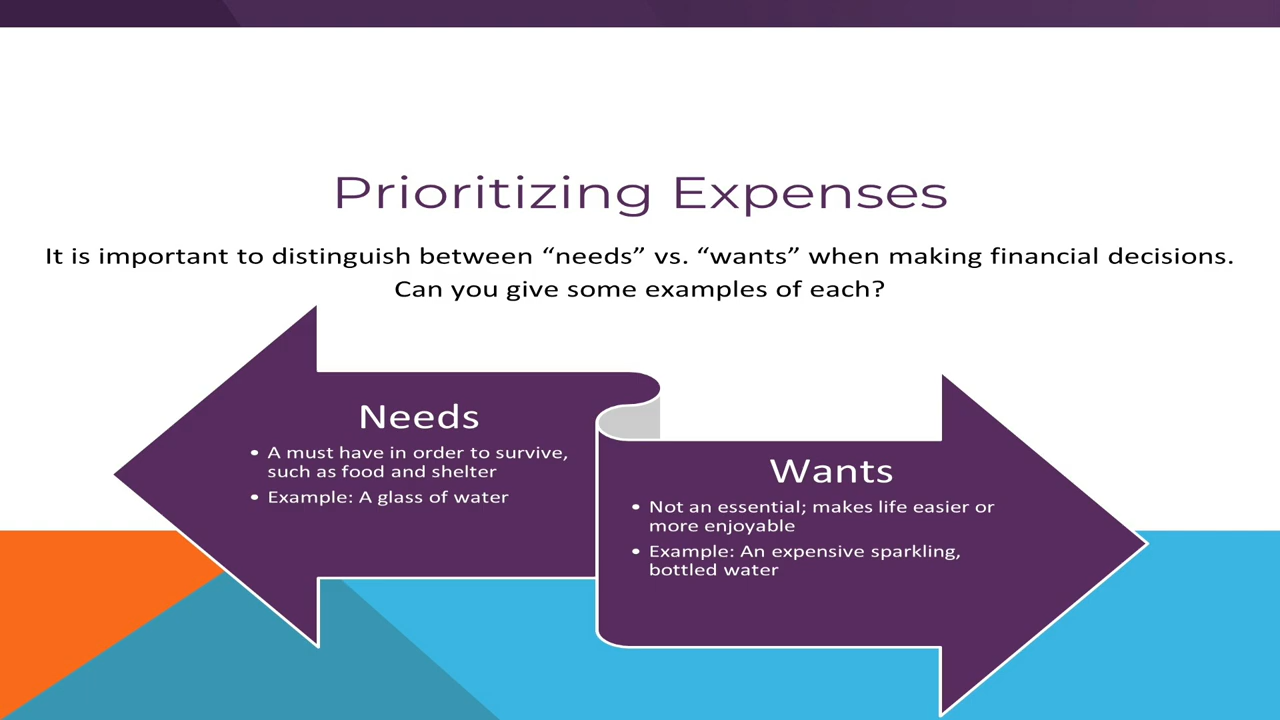 Prioritizing Expenses
It is important to distinguish between “needs” vs. “wants” when making financial decisions.
Can you give some examples of each?
Needs
• A must have in order to survive,
such as food and shelter
• Example: A glass of water
Wants
• Not an essential; makes life easier or
more enjoyable
• Example: An expensive sparkling,
bottled water